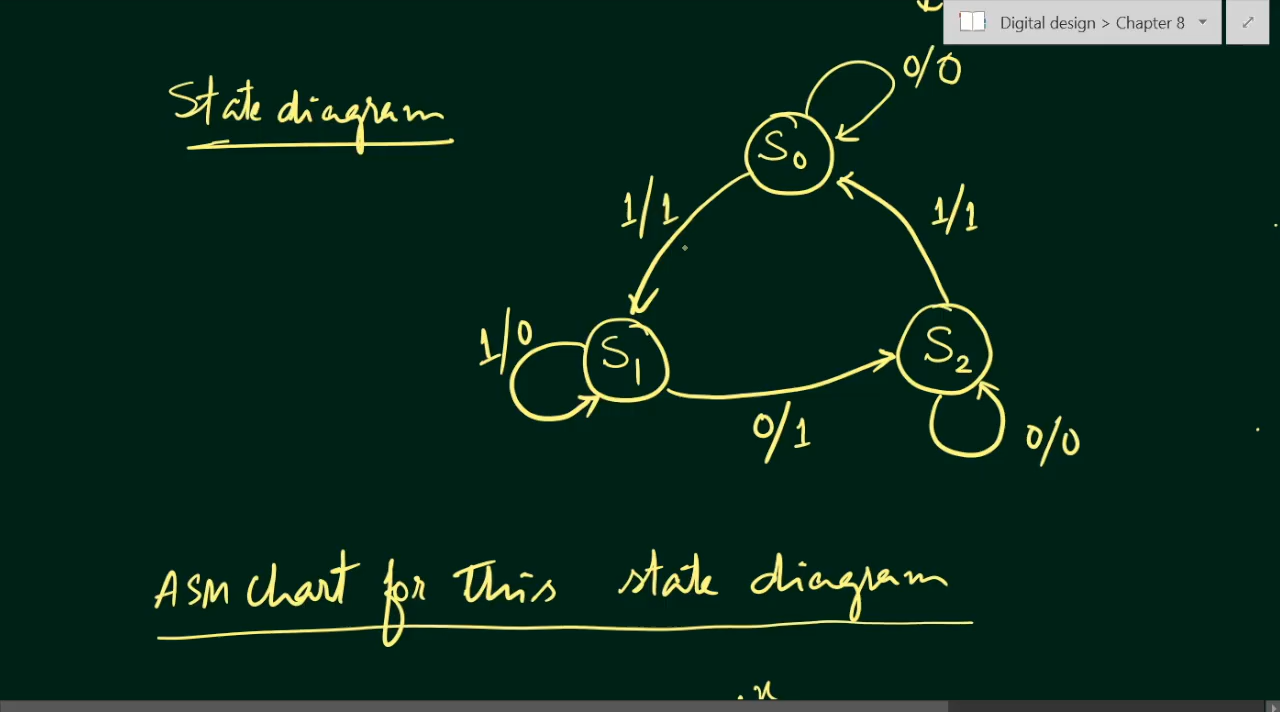 Digital design > Chapter 8
State diagram
0/0
S0
1/1
1/1
1/0
S1
S2
0/1
0/0
ASM chart for This state diagram
x